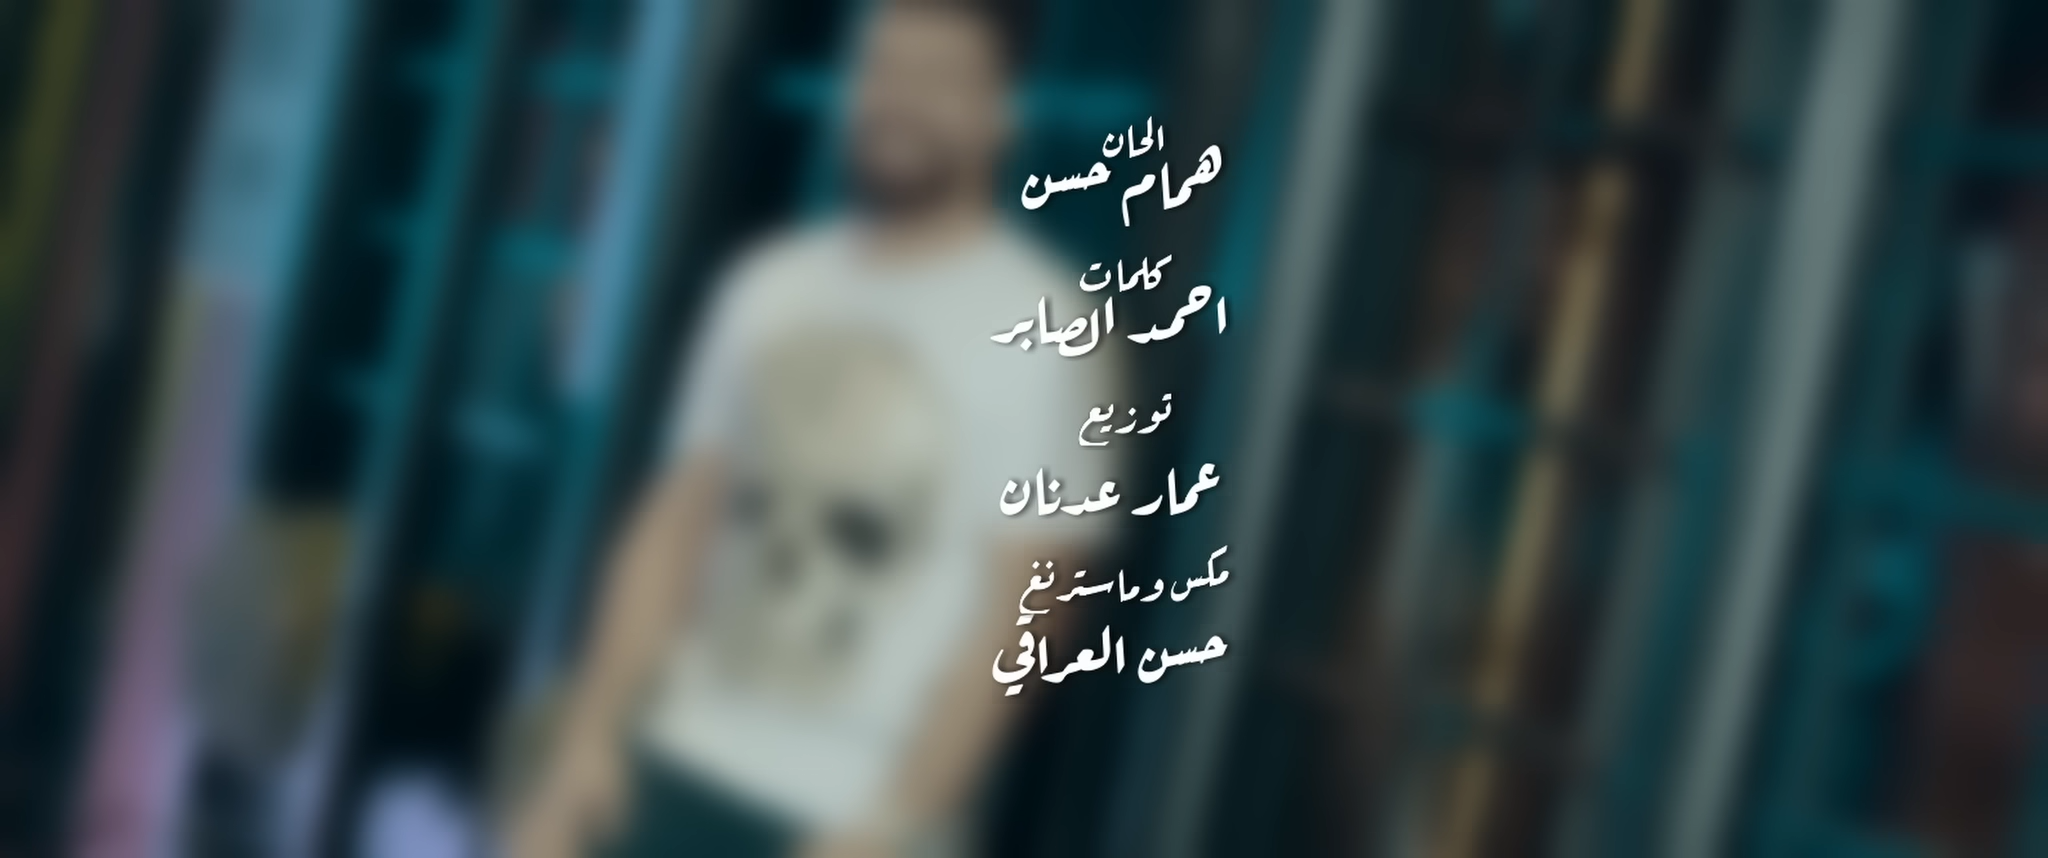 الحان
همام حسن
كلمات
احمد الصابر
توزيع
عمار عدنان
مكس وماسترنغ
حسن العراقي